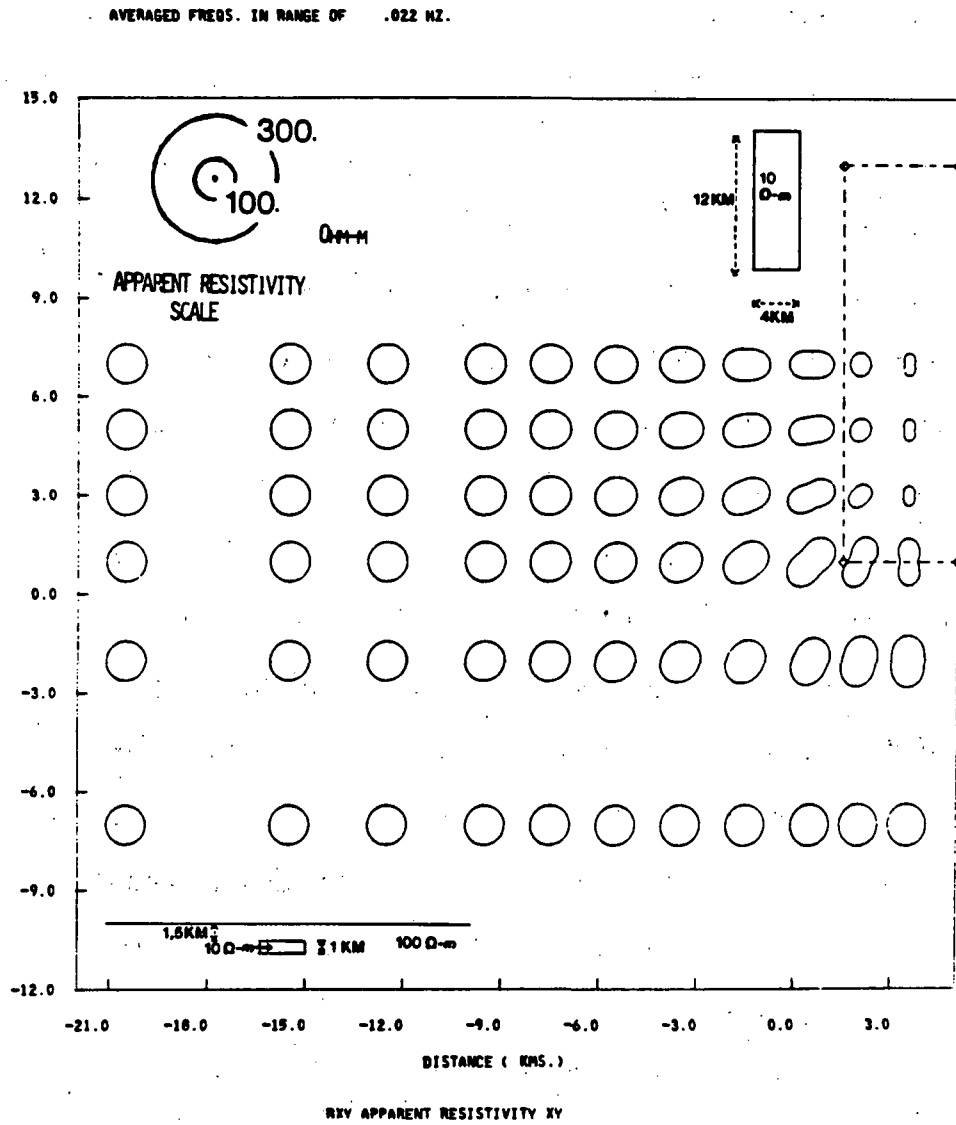 AVERAGED FREQS. IN RANGE OF .022 HZ.
15.0
12.0
9.0
6.0
3.0
0.0
-3.0
-6.0
-9.0
-12.0
300.
100.
OHM-M
APPARENT RESISTIVITY
SCALE
12KM
10
Ω-m
4KM
1,5KM
10 Ω-m
1 KM
100 Ω-m
-21.0 -18.0 -15.0 -12.0 -9.0 -6.0 -3.0 0.0 3.0
DISTANCE ( KMS.)
RXY APPARENT RESISTIVITY XY